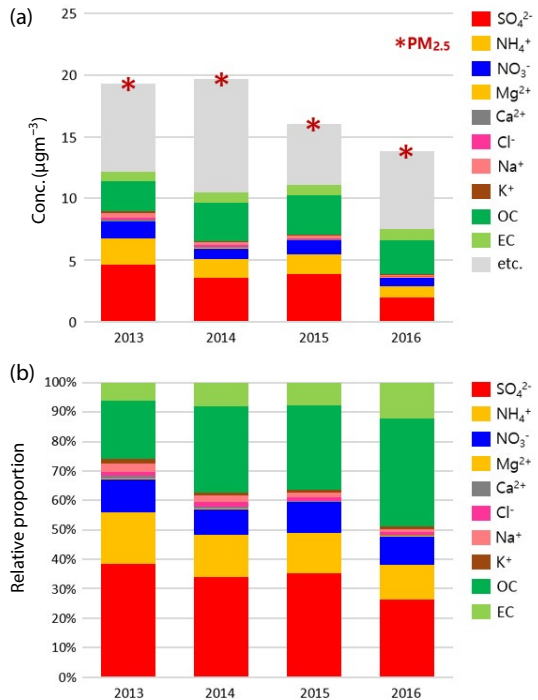 (a)
25
20
15
10
5
0
Conc. (μgm⁻³)
*PM2.5
2013 2014 2015 2016
SO₄²⁻
NH₄⁺
NO₃⁻
Mg²⁺
Ca²⁺
Cl⁻
Na⁺
K⁺
OC
EC
etc.
(b)
100%
90%
80%
70%
60%
50%
40%
30%
20%
10%
0%
Relative proportion
2013 2014 2015 2016
SO₄²⁻
NH₄⁺
NO₃⁻
Mg²⁺
Ca²⁺
Cl⁻
Na⁺
K⁺
OC
EC